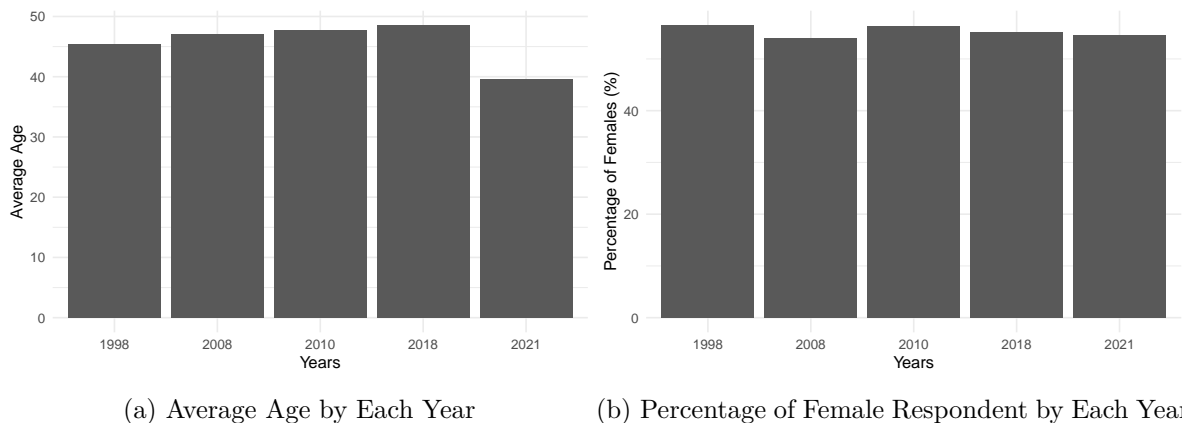 50
40
30
20
10
0
Average Age
1998 2008 2010 2018 2021
Years
(a) Average Age by Each Year
40
20
0
Percentage of Females (%)
1998 2008 2010 2018 2021
Years
(b) Percentage of Female Respondent by Each Year